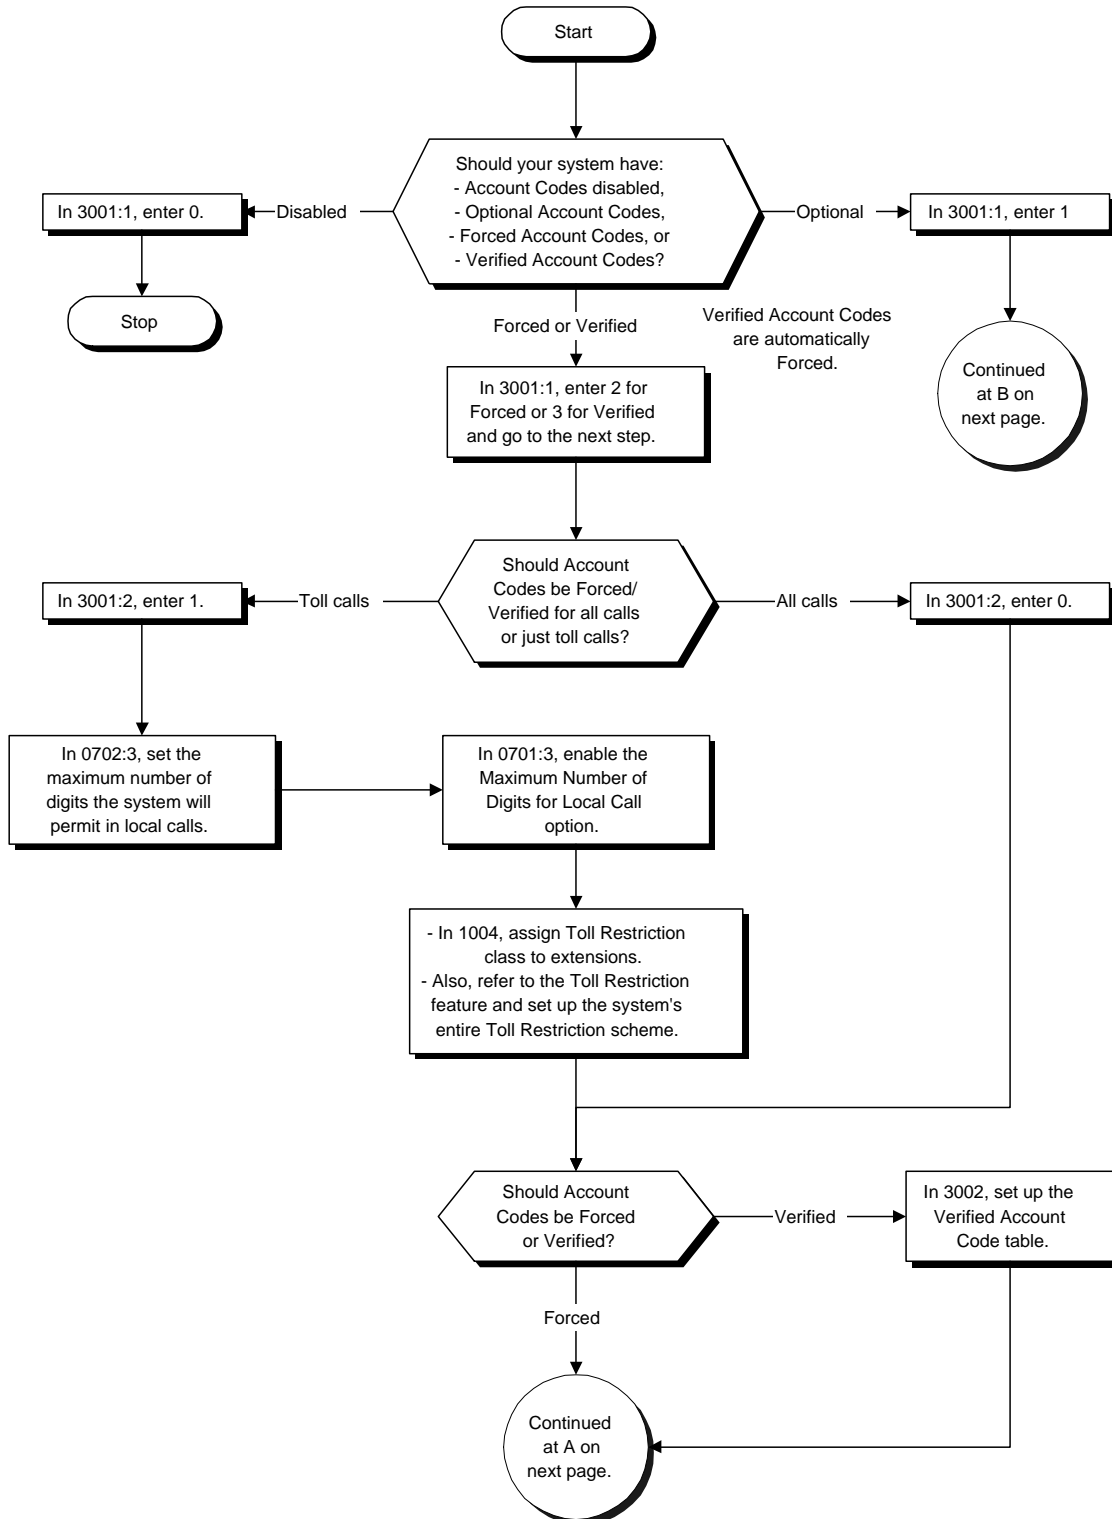 Start
Should your system have:
- Account Codes disabled,
- Optional Account Codes,
- Forced Account Codes, or
- Verified Account Codes?
Disabled
In 3001:1, enter 0.
Stop
Optional
In 3001:1, enter 1
Continued
at B on
next page.
Forced or Verified
Verified Account Codes
are automatically
Forced.
In 3001:1, enter 2 for
Forced or 3 for Verified
and go to the next step.
Should Account
Codes be Forced/
Verified for all calls
or just toll calls?
Toll calls
In 3001:2, enter 1.
All calls
In 3001:2, enter 0.
In 0702:3, set the
maximum number of
digits the system will
permit in local calls.
In 0701:3, enable the
Maximum Number of
Digits for Local Call
option.
- In 1004, assign Toll Restriction
class to extensions.
- Also, refer to the Toll Restriction
feature and set up the system's
entire Toll Restriction scheme.
Should Account
Codes be Forced
or Verified?
Verified
In 3002, set up the
Verified Account
Code table.
Forced
Continued
at A on
next page.